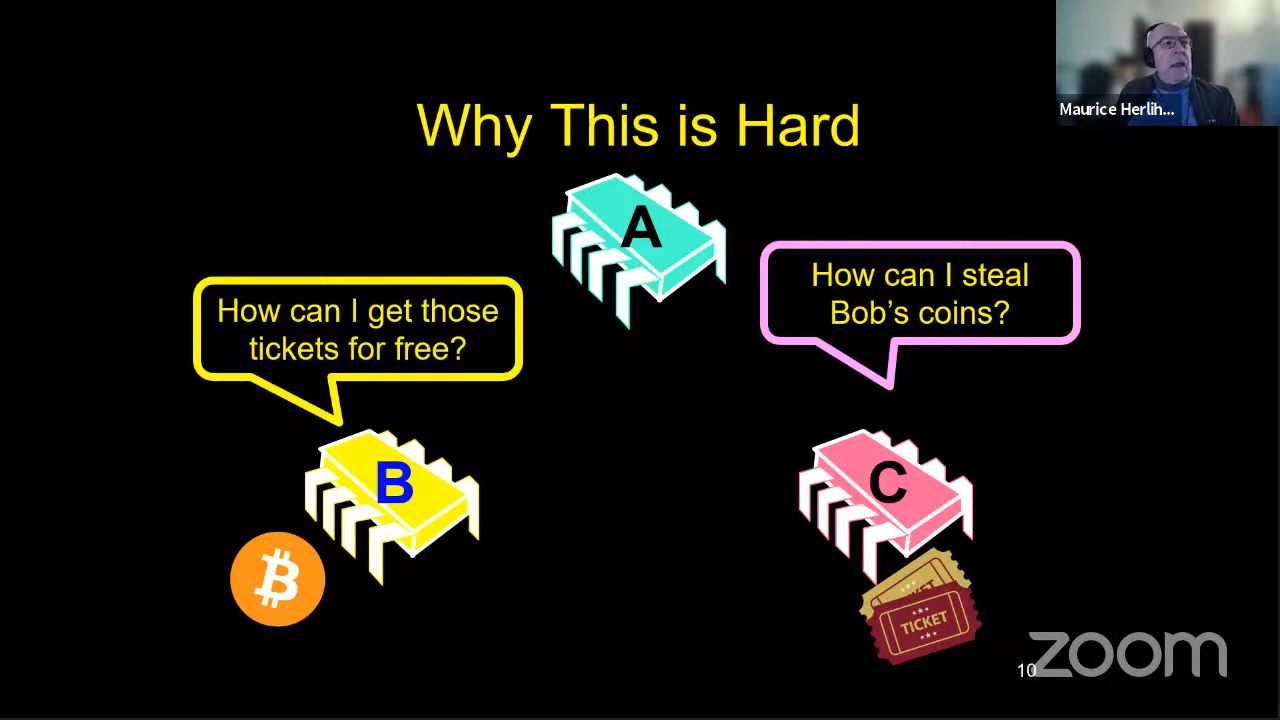 Maurice Herlih...
Why This is Hard
A
How can I steal
Bob's coins?
How can I get those
tickets for free?
B
C
TICKET
10
zoom